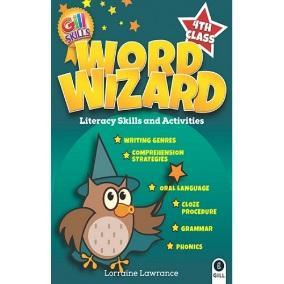 Gill
SKILLS
4TH
CLASS
WORD
WIZARD
Literacy Skills and Activities
WRITING GENRES
COMPREHENSION
STRATEGIES
ORAL LANGUAGE
CLOZE
PROCEDURE
GRAMMAR
PHONICS
Lorraine Lawrance
GILL